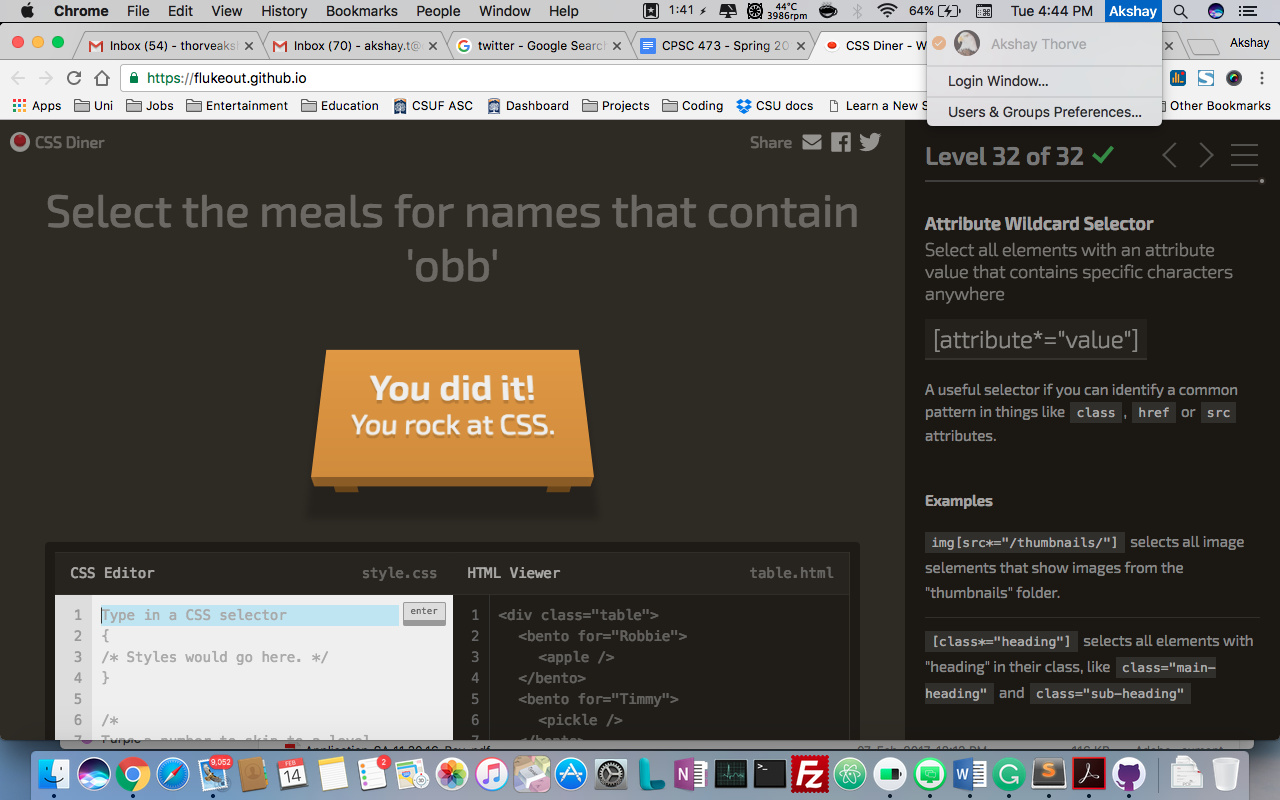 Chrome File Edit View History Bookmarks People Window Help 1:41 44°C 3986rpm 64% Tue 4:44 PM Akshay
Inbox (54) - thorveaks
Inbox (70) - akshay.t@
twitter - Google Search
CPSC 473 - Spring 20
CSS Diner - W
Akshay
Akshay Thorve
Login Window...
Users & Groups Preferences...
https://flukeout.github.io
Apps Uni Jobs Entertainment Education CSUF ASC Dashboard Projects Coding CSU docs Learn a New S Other Bookmarks
CSS Diner
Share
Select the meals for names that contain
'obb'
You did it!
You rock at CSS.
CSS Editor style.css
1 Type in a CSS selector enter
2 {
3 /* Styles would go here. */
4 }
5
6 /*
7
HTML Viewer table.html
1 <div class="table">
2 <bento for="Robbie">
3 <apple />
4 </bento>
5 <bento for="Timmy">
6 <pickle />
7 </bento>
Level 32 of 32
Attribute Wildcard Selector
Select all elements with an attribute
value that contains specific characters
anywhere
[attribute*="value"]
A useful selector if you can identify a common
pattern in things like class, href or src
attributes.
Examples
img[src*="/thumbnails/"] selects all image
selements that show images from the
"thumbnails" folder.
[class*="heading"] selects all elements with
"heading" in their class, like class="main-
heading" and class="sub-heading"
9,052
FEB
14
2